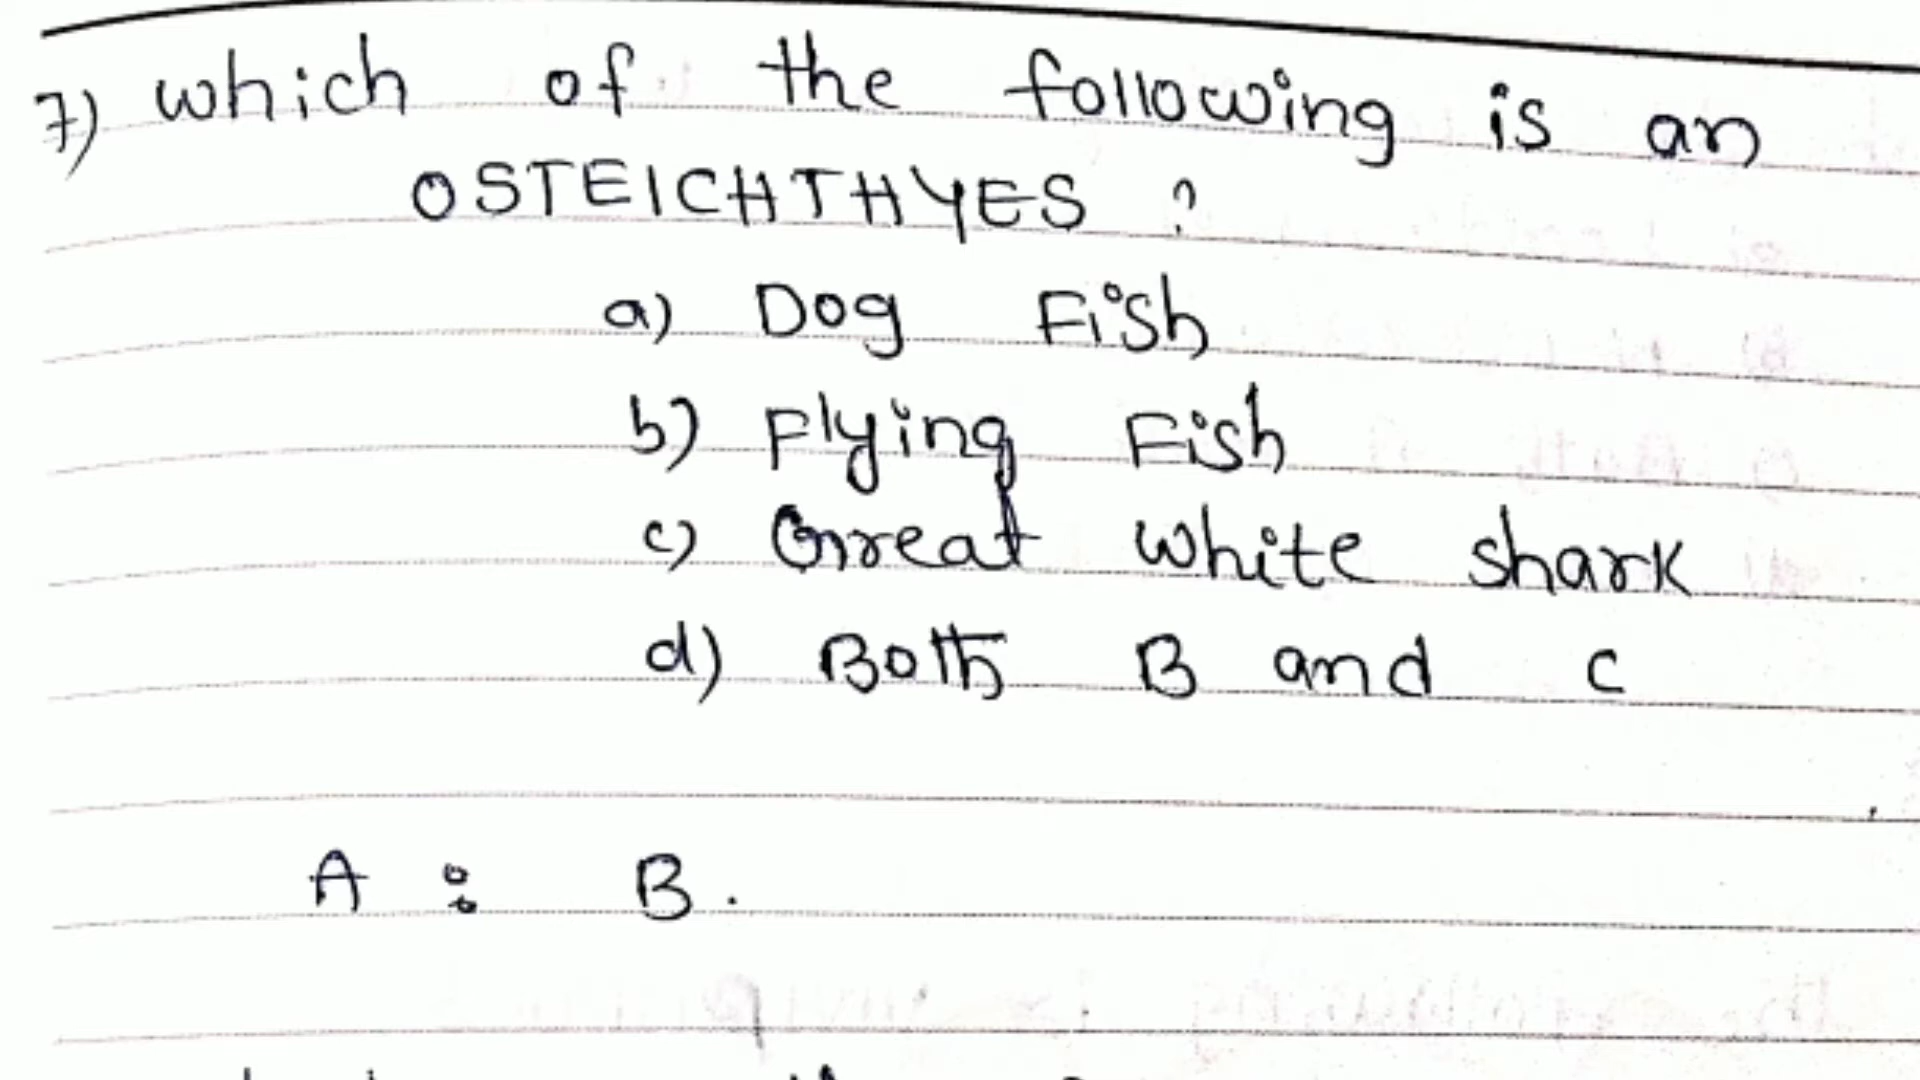 7) which of the following is an
OSTEICHTHYES ?
a) Dog Fish
b) Flying Fish
c) Great white shark
d) Both B and C
A : B.